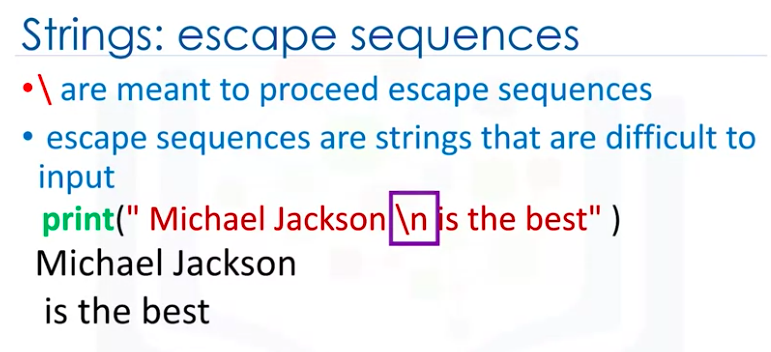 Strings: escape sequences
•\ are meant to proceed escape sequences
• escape sequences are strings that are difficult to
input
print(" Michael Jackson \n is the best" )
Michael Jackson
is the best